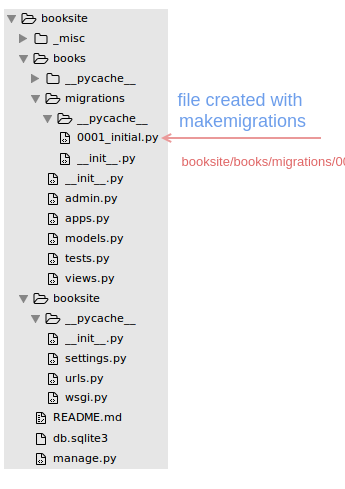 booksite
_misc
books
__pycache__
migrations
__pycache__
0001_initial.py
file created with
makemigrations
booksite/books/migrations/00
__init__.py
__init__.py
admin.py
apps.py
models.py
tests.py
views.py
booksite
__pycache__
__init__.py
settings.py
urls.py
wsgi.py
README.md
db.sqlite3
manage.py